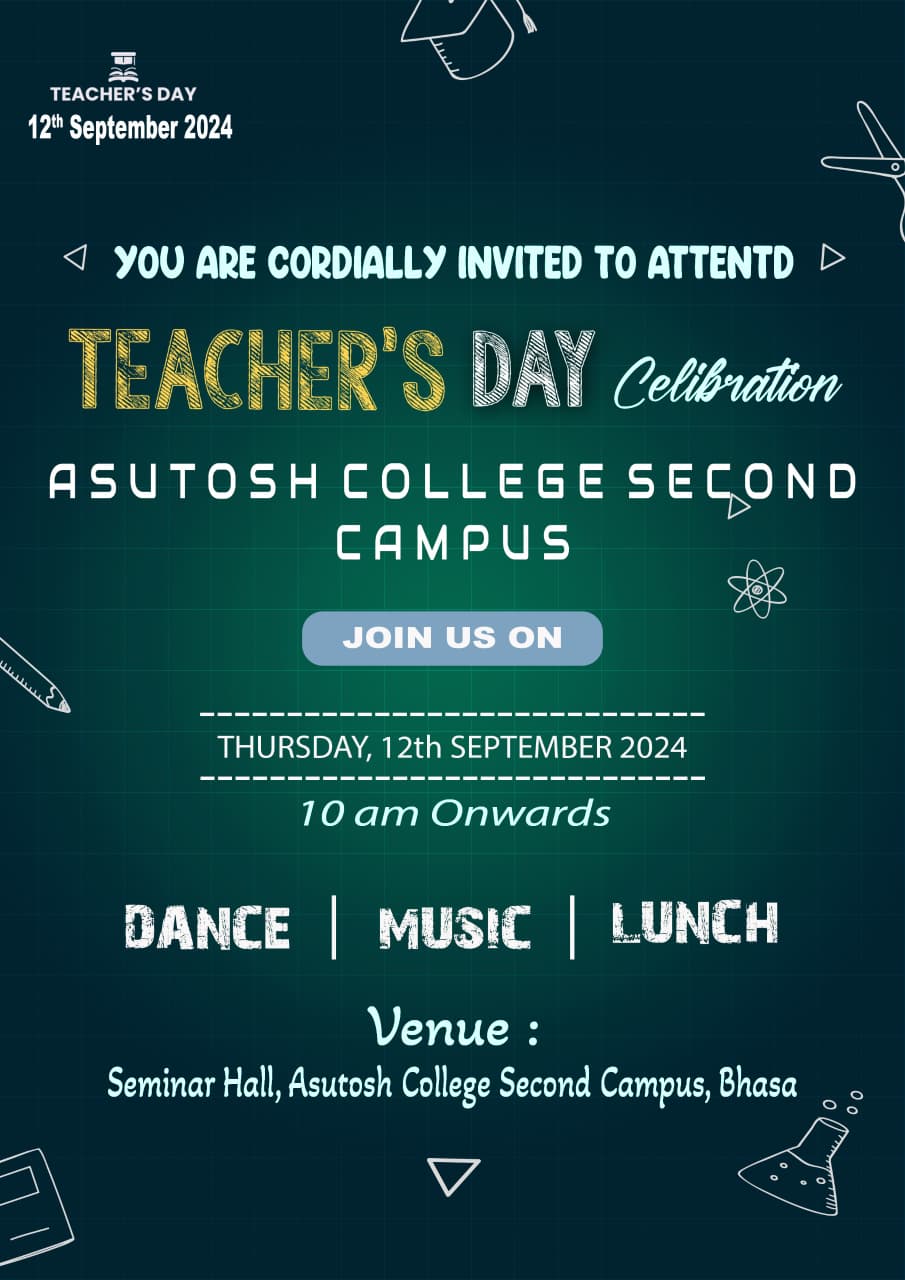 TEACHER'S DAY
12th September 2024
YOU ARE CORDIALLY INVITED TO ATTENTD
TEACHER'S DAY Celibration
ASUTOSH COLLEGE SECOND
CAMPUS
JOIN US ON
THURSDAY, 12th SEPTEMBER 2024
10 am Onwards
DANCE | MUSIC | LUNCH
Venue :
Seminar Hall, Asutosh College Second Campus, Bhasa